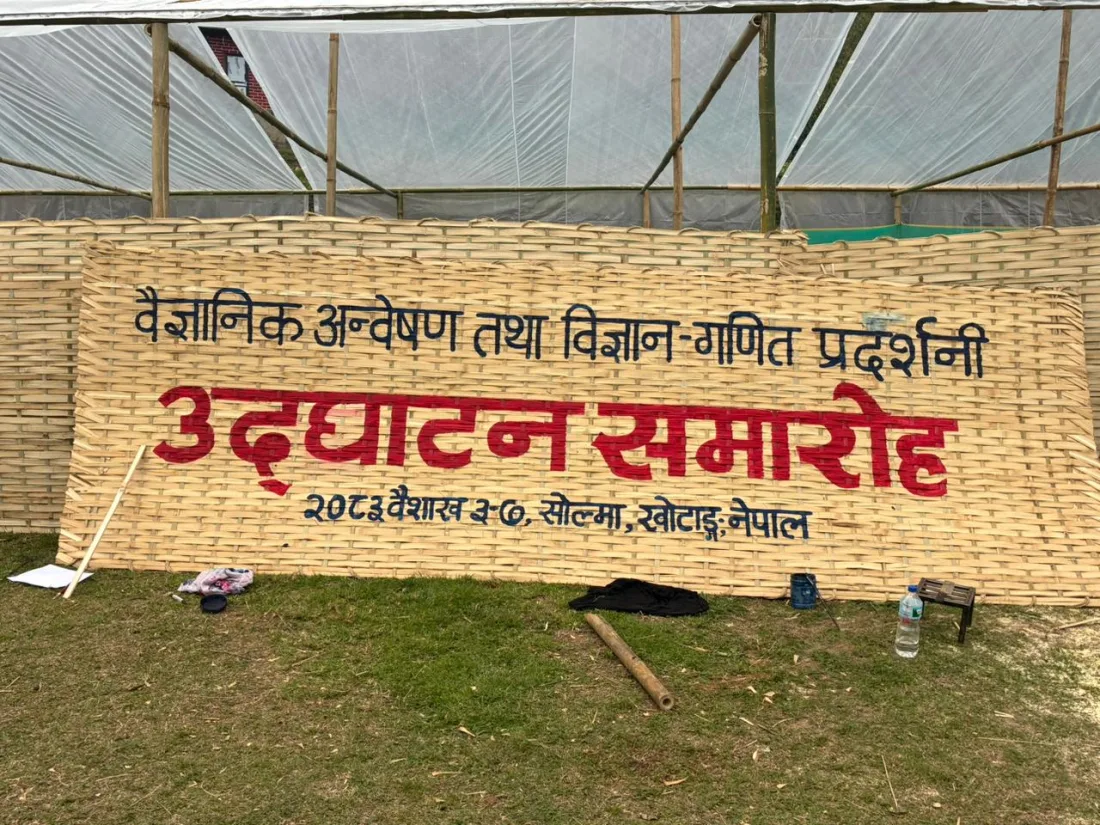 वैज्ञानिक अन्वेषण तथा विज्ञान-गणित प्रदर्शनी
उद्घाटन समारोह
२०८३ वैशाख ३-७, सोल्मा, खोटाङ्ग, नेपाल